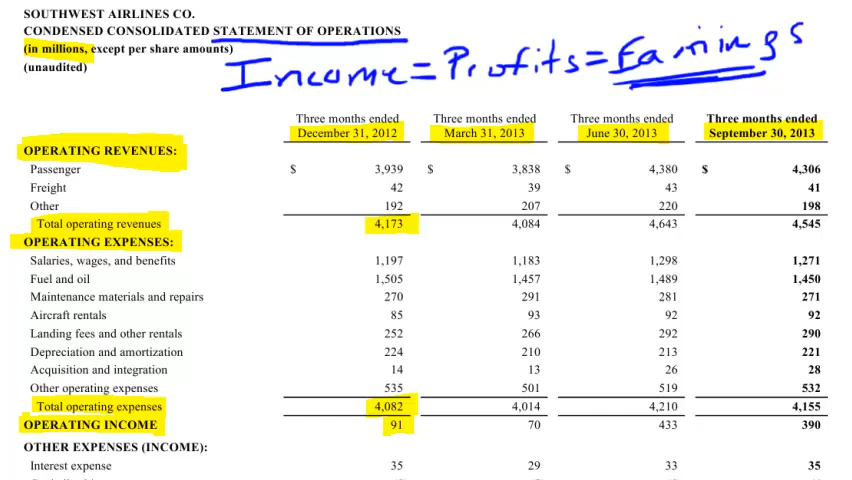 SOUTHWEST AIRLINES CO.
CONDENSED CONSOLIDATED STATEMENT OF OPERATIONS
(in millions, except per share amounts)
(unaudited)
Income = Profits = Earnings
Three months ended Three months ended Three months ended Three months ended
December 31, 2012 March 31, 2013 June 30, 2013 September 30, 2013
OPERATING REVENUES:
Passenger $ 3,939 $ 3,838 $ 4,380 $ 4,306
Freight 42 39 43 41
Other 192 207 220 198
Total operating revenues 4,173 4,084 4,643 4,545
OPERATING EXPENSES:
Salaries, wages, and benefits 1,197 1,183 1,298 1,271
Fuel and oil 1,505 1,457 1,489 1,450
Maintenance materials and repairs 270 291 281 271
Aircraft rentals 85 93 92 92
Landing fees and other rentals 252 266 292 290
Depreciation and amortization 224 210 213 221
Acquisition and integration 14 13 26 28
Other operating expenses 535 501 519 532
Total operating expenses 4,082 4,014 4,210 4,155
OPERATING INCOME 91 70 433 390
OTHER EXPENSES (INCOME):
Interest expense 35 29 33 35